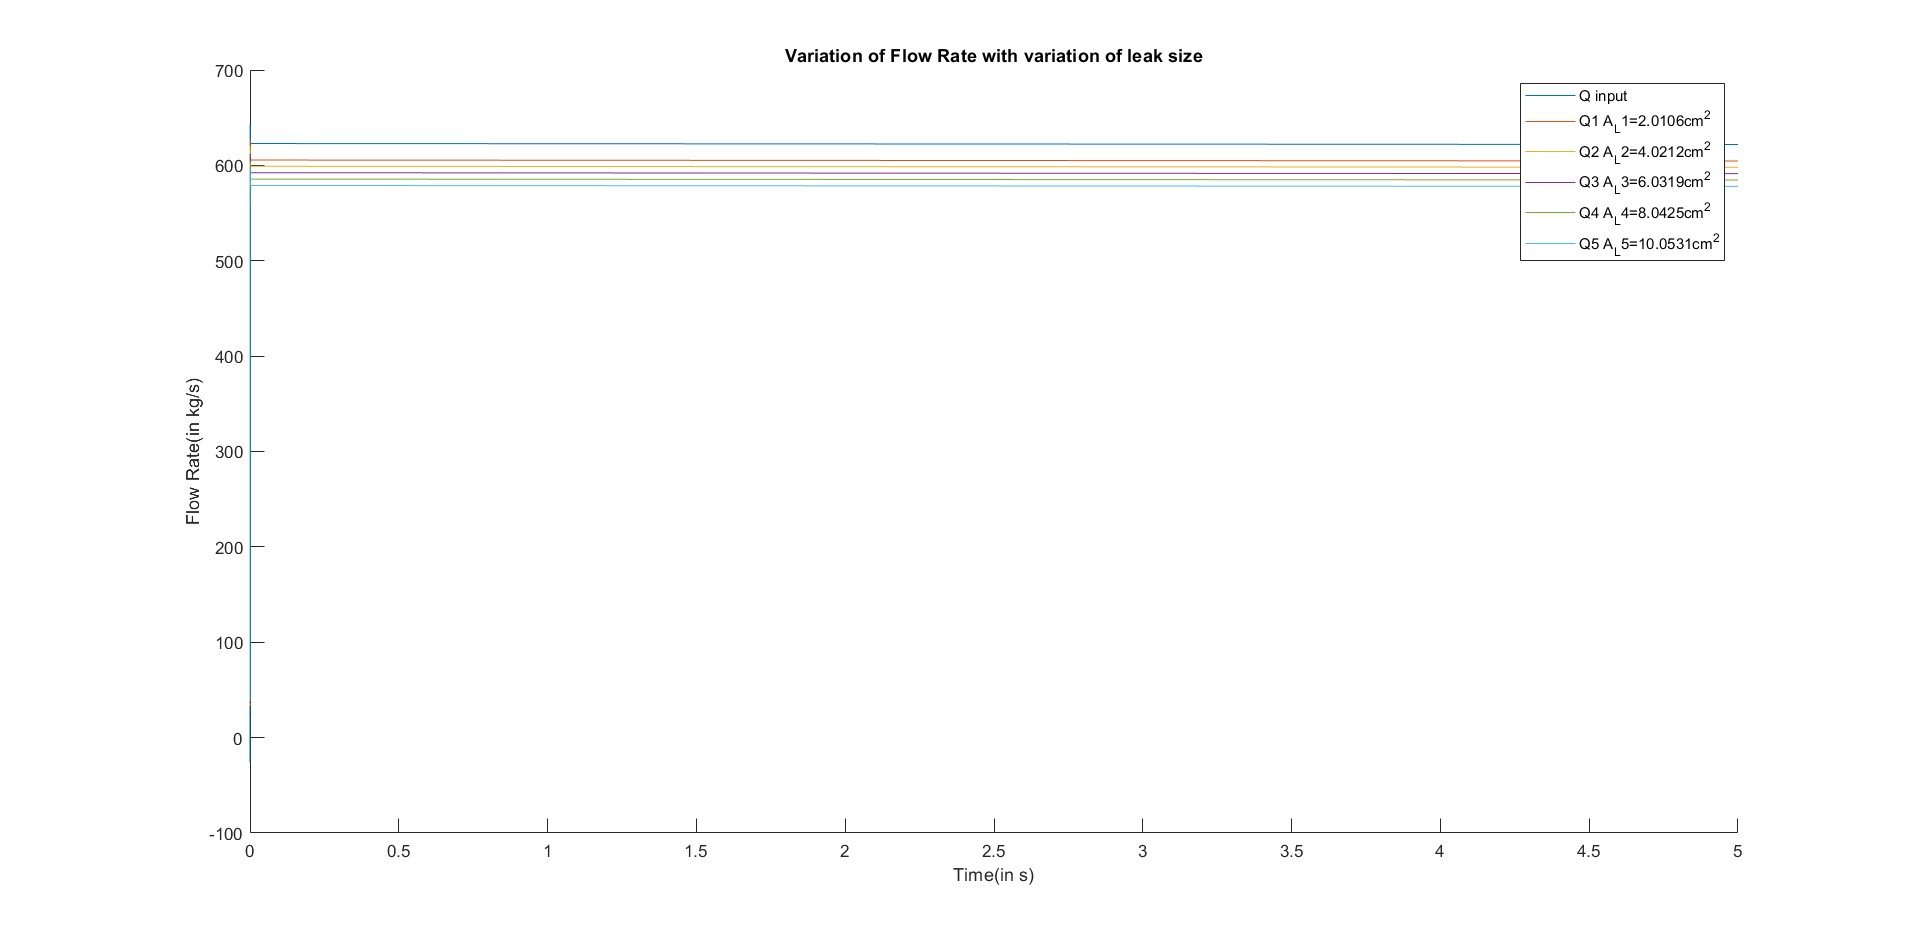 Variation of Flow Rate with variation of leak size
700
600
500
400
300
200
100
0
-100
Flow Rate(in kg/s)
Q input
Q1 A_L1=2.0106cm^2
Q2 A_L2=4.0212cm^2
Q3 A_L3=6.0319cm^2
Q4 A_L4=8.0425cm^2
Q5 A_L5=10.0531cm^2
0 0.5 1 1.5 2 2.5 3 3.5 4 4.5 5
Time(in s)